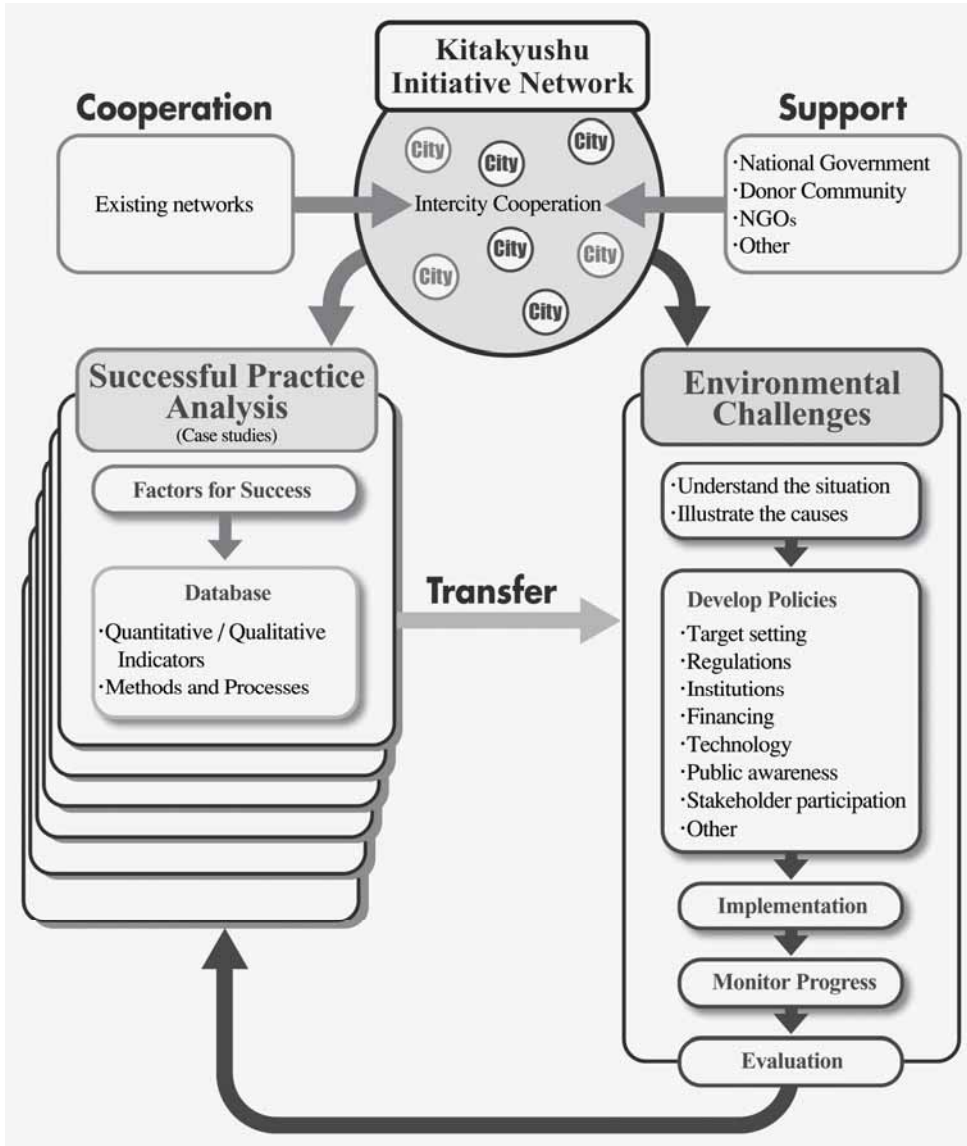 Kitakyushu
Initiative Network
Cooperation
Existing networks
City
City
City
Intercity Cooperation
City
City
City
City
Support
·National Government
·Donor Community
·NGOs
·Other
Successful Practice
Analysis
(Case studies)
Factors for Success
Database
·Quantitative / Qualitative
Indicators
·Methods and Processes
Transfer
Environmental
Challenges
·Understand the situation
·Illustrate the causes
Develop Policies
·Target setting
·Regulations
·Institutions
·Financing
·Technology
·Public awareness
·Stakeholder participation
·Other
Implementation
Monitor Progress
Evaluation